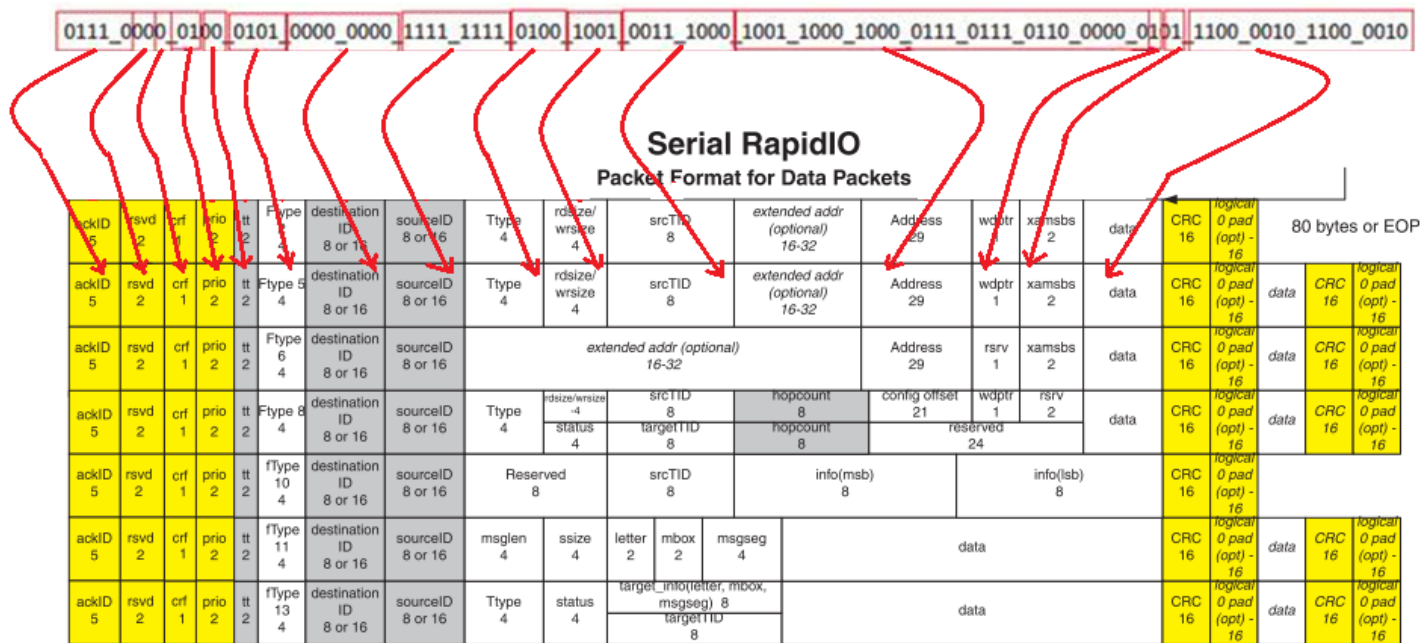 0111_0000_0100_0101_0000_0000_1111_1111_0100_1001_0011_1000_1001_1000_1000_0111_0111_0110_0000_0101_1100_0010_1100_0010
Serial RapidIO
Packet Format for Data Packets
80 bytes or EOP
ackID 5 rsvd 2 crf 1 prio 2 tt 2 Ftype 4 destination ID 8 or 16 sourceID 8 or 16 Ttype 4 rdsize/ wrsize 4 srcTID 8 extended addr (optional) 16-32 Address 29 wdptr 1 xamsbs 2 data CRC 16 logical 0 pad (opt) - 16
ackID 5 rsvd 2 crf 1 prio 2 tt 2 Ftype 5 4 destination ID 8 or 16 sourceID 8 or 16 Ttype 4 rdsize/ wrsize 4 srcTID 8 extended addr (optional) 16-32 Address 29 wdptr 1 xamsbs 2 data CRC 16 logical 0 pad (opt) - 16 data CRC 16 logical 0 pad (opt) - 16
ackID 5 rsvd 2 crf 1 prio 2 tt 2 Ftype 6 4 destination ID 8 or 16 sourceID 8 or 16 extended addr (optional) 16-32 Address 29 rsrv 1 xamsbs 2 data CRC 16 logical 0 pad (opt) - 16 data CRC 16 logical 0 pad (opt) - 16
ackID 5 rsvd 2 crf 1 prio 2 tt 2 Ftype 8 4 destination ID 8 or 16 sourceID 8 or 16 Ttype 4 rdsize/wrsize -4 srcTID 8 hopcount 8 config offset 21 wdptr 1 rsrv 2 status 4 targetTID 8 hopcount 8 reserved 24 data CRC 16 logical 0 pad (opt) - 16 data CRC 16 logical 0 pad (opt) - 16
ackID 5 rsvd 2 crf 1 prio 2 tt 2 fType 10 4 destination ID 8 or 16 sourceID 8 or 16 Reserved 8 srcTID 8 info(msb) 8 info(lsb) 8 CRC 16 logical 0 pad (opt) - 16
ackID 5 rsvd 2 crf 1 prio 2 tt 2 fType 11 4 destination ID 8 or 16 sourceID 8 or 16 msglen 4 ssize 4 letter 2 mbox 2 msgseg 4 data CRC 16 logical 0 pad (opt) - 16 data CRC 16 logical 0 pad (opt) - 16
ackID 5 rsvd 2 crf 1 prio 2 tt 2 fType 13 4 destination ID 8 or 16 sourceID 8 or 16 Ttype 4 status 4 target_info(letter, mbox, msgseg) 8 targetTID 8 data CRC 16 logical 0 pad (opt) - 16 data CRC 16 logical 0 pad (opt) - 16